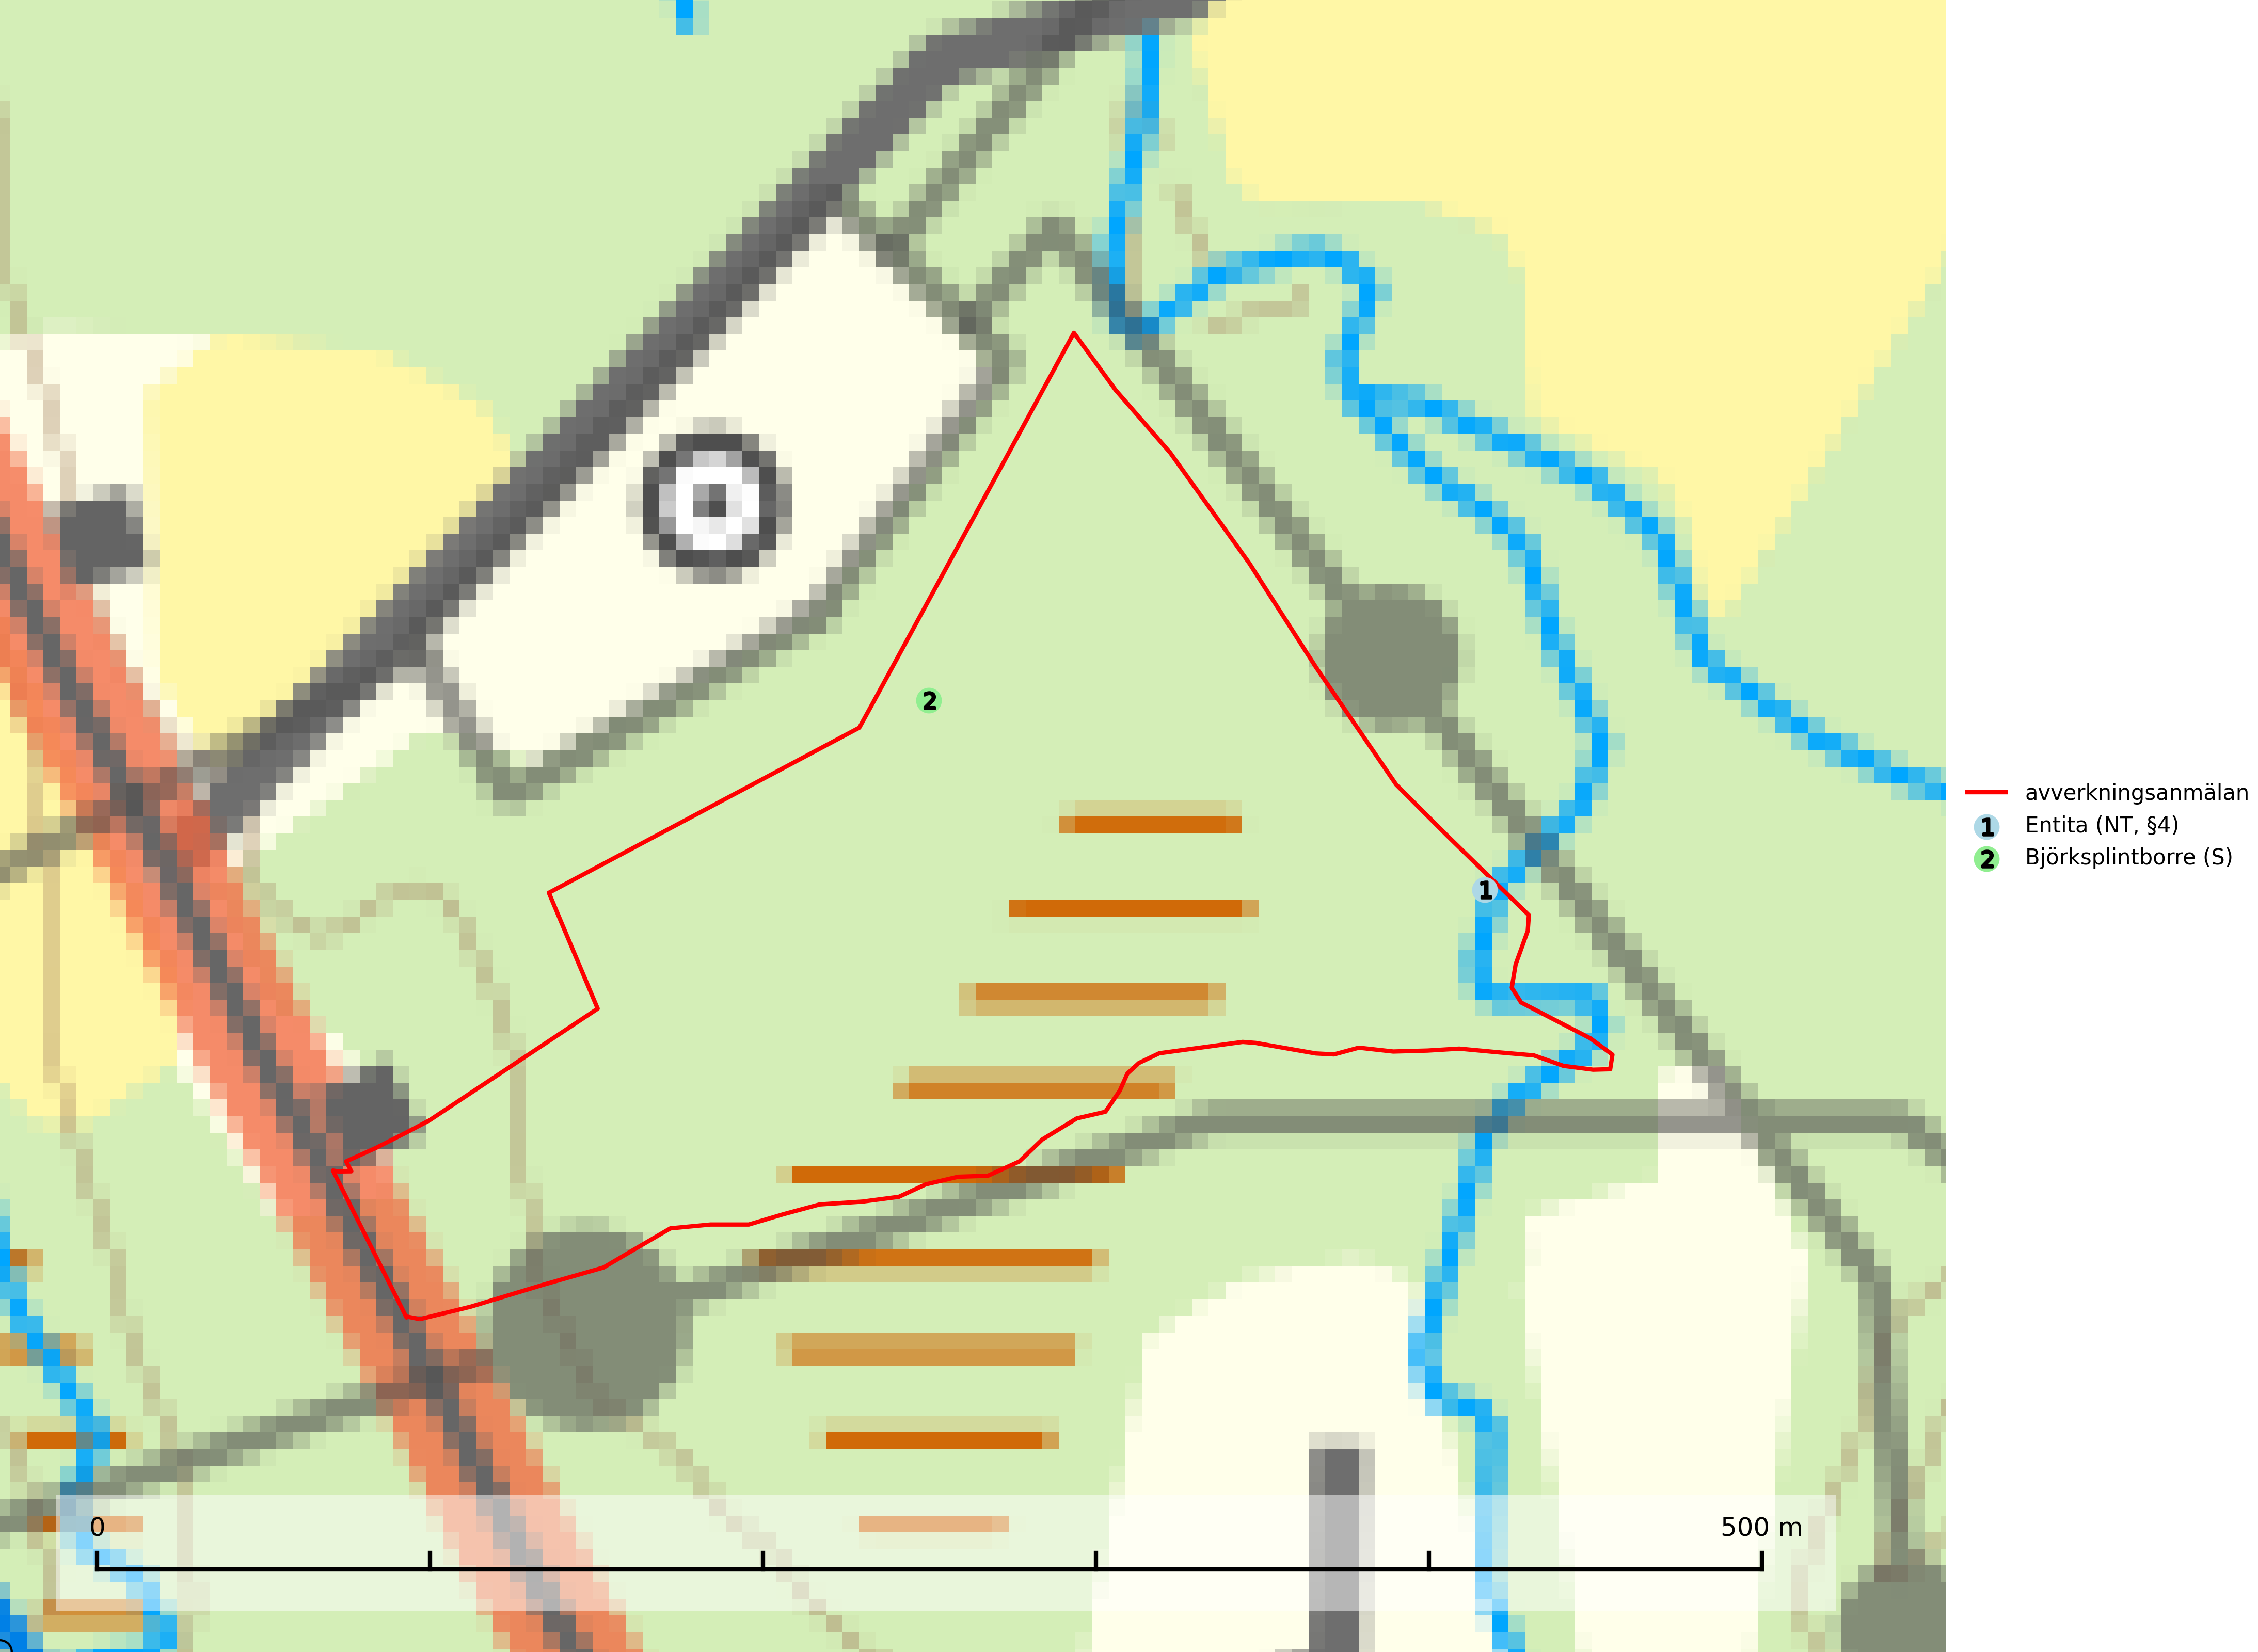 2
1
avverkningsanmälan
1 Entita (NT, §4)
2 Björksplintborre (S)
0 500 m